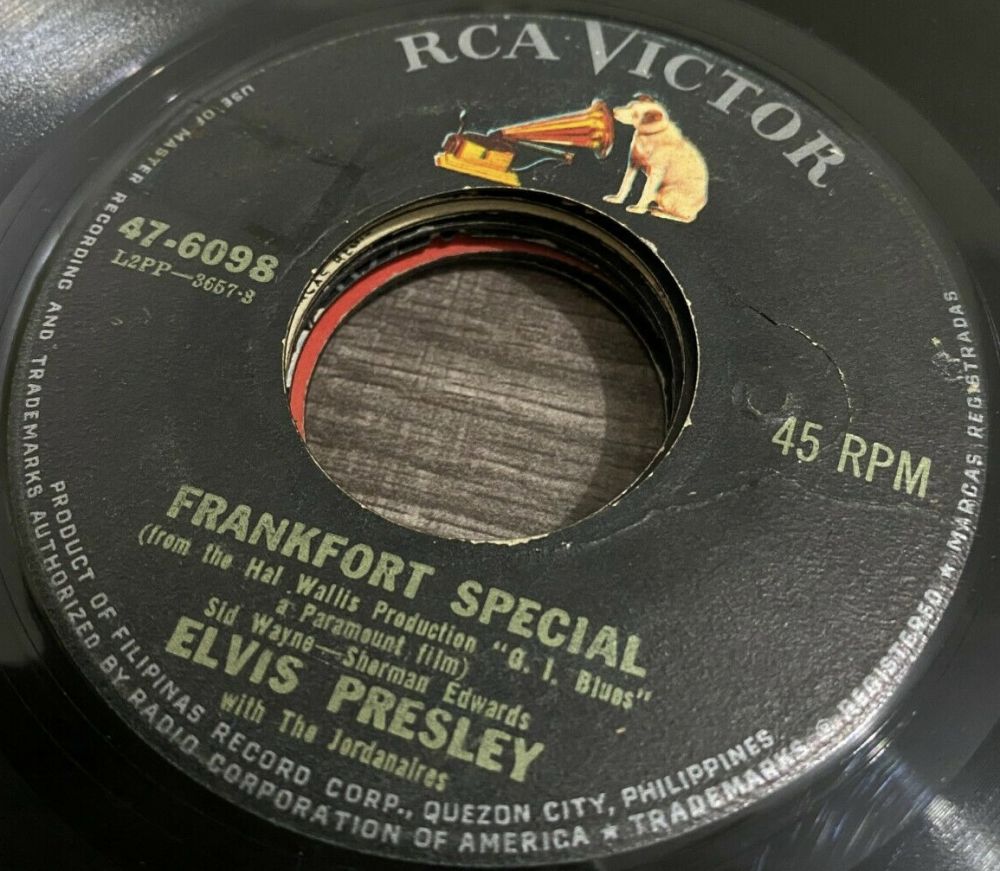 RCA VICTOR
47-6098
L2PP—3657-S
45 RPM
FRANKFORT SPECIAL
(from the Hal Wallis Production "G. I. Blues"
a Paramount film)
Sid Wayne—Sherman Edwards
ELVIS PRESLEY
with The Jordanaires
PRODUCT OF FILIPINAS RECORD CORP., QUEZON CITY, PHILIPPINES
USE OF MASTER RECORDING AND TRADEMARKS AUTHORIZED BY RADIO CORPORATION OF AMERICA ★ TRADEMARKS ® REGISTERED ★ MARCAS REGISTRADAS